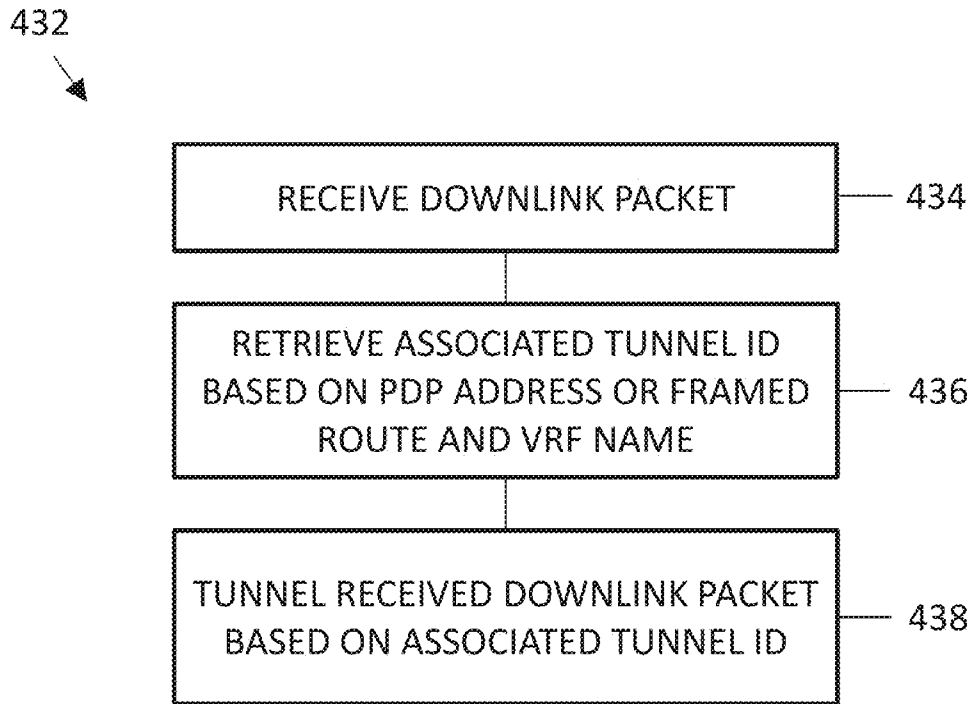 432
RECEIVE DOWNLINK PACKET
434
RETRIEVE ASSOCIATED TUNNEL ID
BASED ON PDP ADDRESS OR FRAMED
ROUTE AND VRF NAME
436
TUNNEL RECEIVED DOWNLINK PACKET
BASED ON ASSOCIATED TUNNEL ID
438